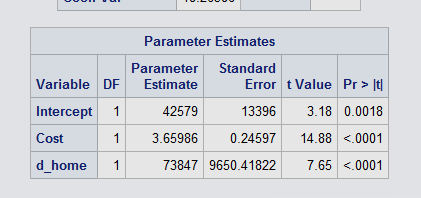 Parameter Estimates
Variable DF Parameter Estimate Standard Error t Value Pr > |t|
Intercept 1 42579 13396 3.18 0.0018
Cost 1 3.65986 0.24597 14.88 <.0001
d_home 1 73847 9650.41822 7.65 <.0001